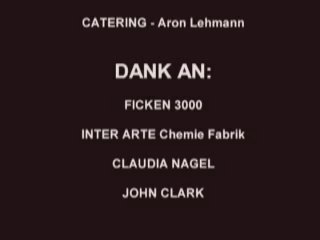 CATERING - Aron Lehmann
DANK AN:
FICKEN 3000
INTER ARTE Chemie Fabrik
CLAUDIA NAGEL
JOHN CLARK